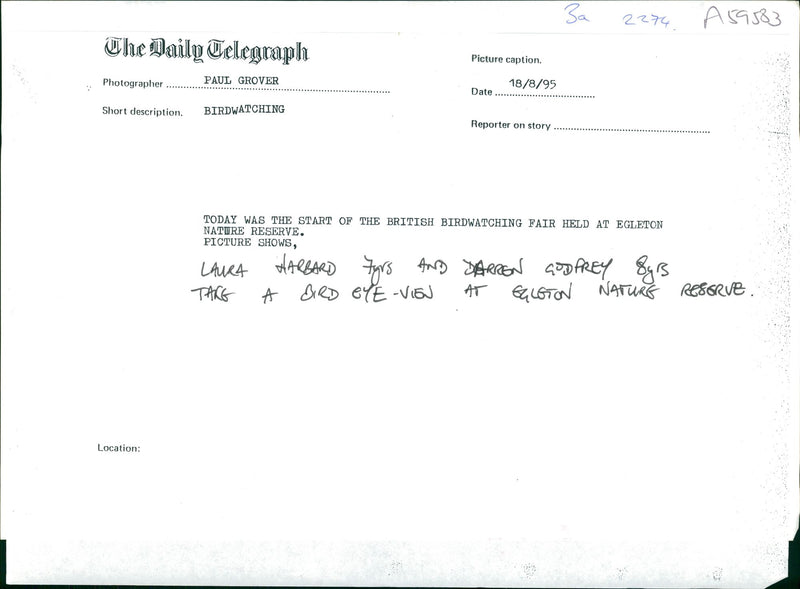 3a 2274 A59583
The Daily Telegraph
Picture caption.
Photographer PAUL GROVER
Date 18/8/95
Short description. BIRDWATCHING
Reporter on story
TODAY WAS THE START OF THE BRITISH BIRDWATCHING FAIR HELD AT EGLETON
NATURE RESERVE.
PICTURE SHOWS,
LAURA HARBARD 7yrs AND DARREN GODFREY 8yrs
TAKE A BIRD EYE-VIEW AT EGLETON NATURE RESERVE.
Location: